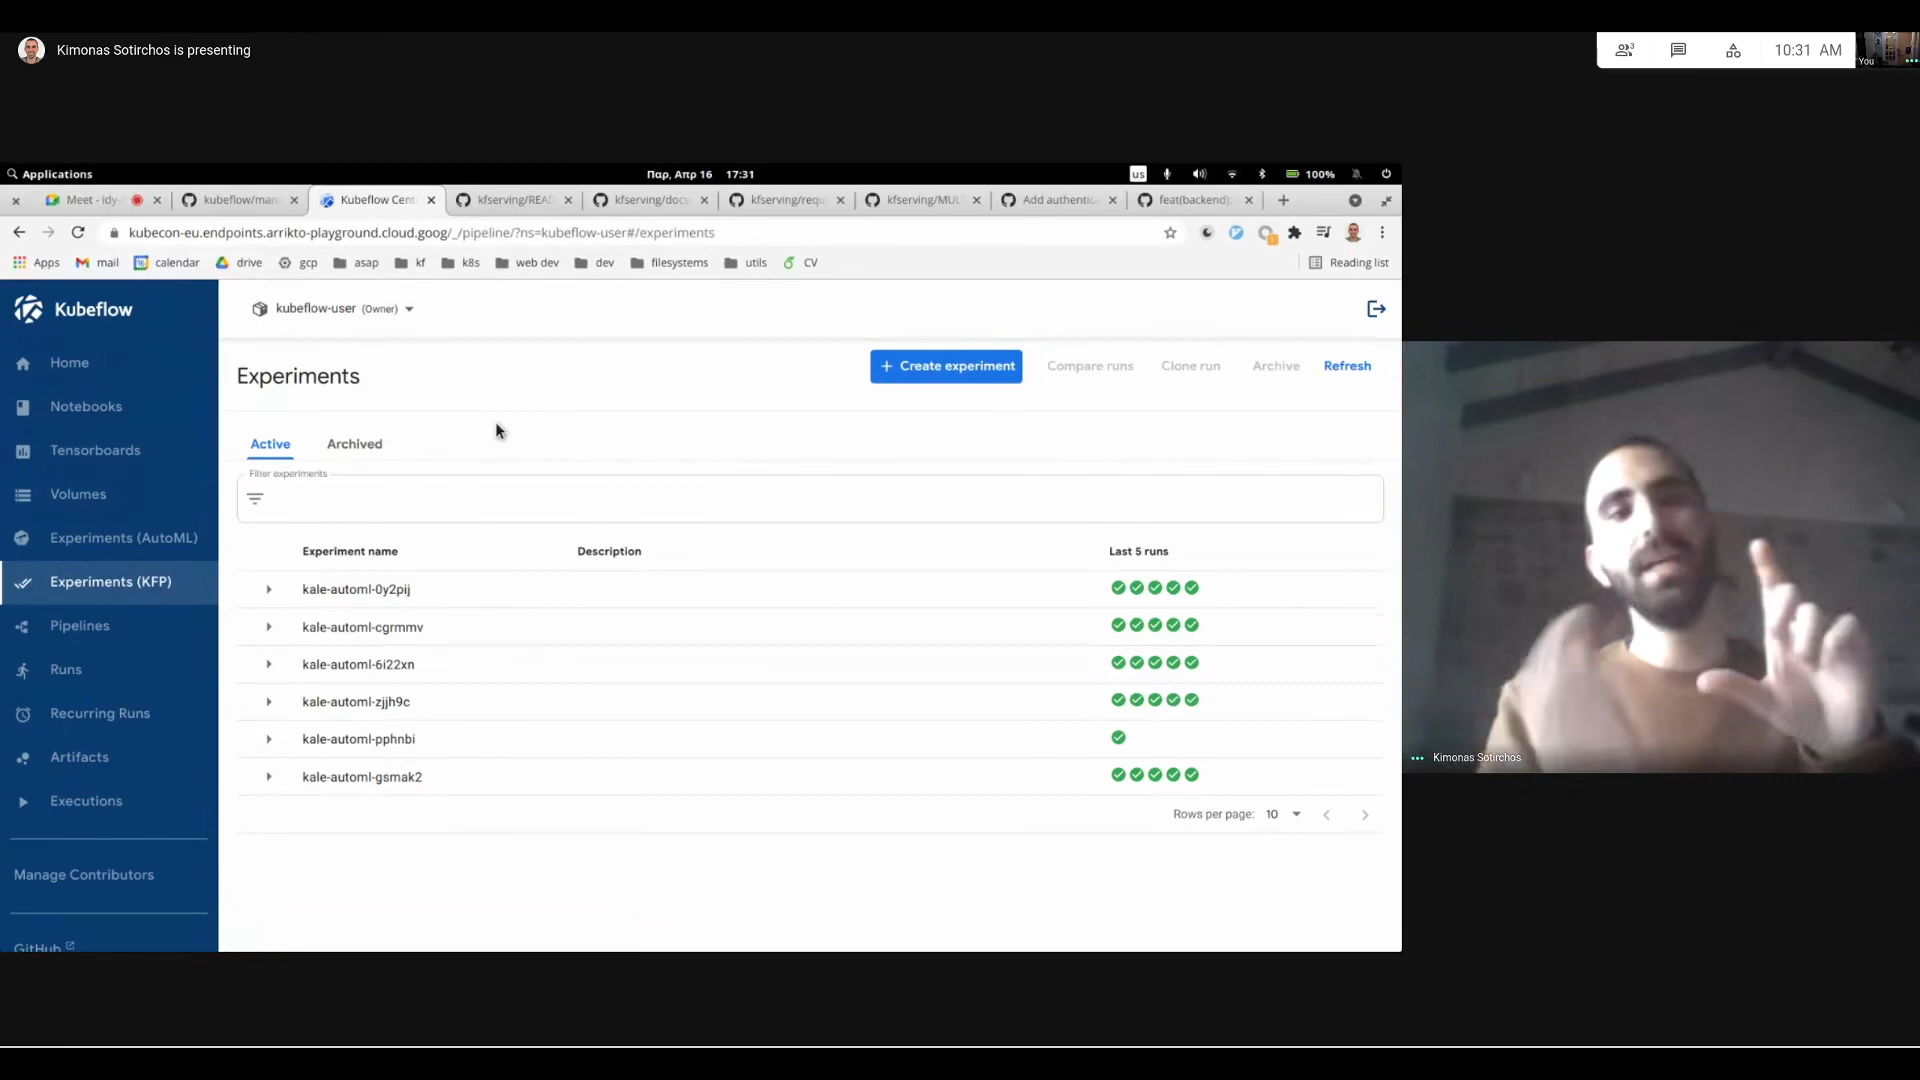 Kimonas Sotirchos is presenting
3
10:31 AM
You
Applications
Παρ, Απρ 16 17:31
us
100%
Meet - idy-
kubeflow/man
Kubeflow Cent
kfserving/READ
kfserving/docs
kfserving/requ
kfserving/MUL
Add authentic
feat(backend):
kubecon-eu.endpoints.arrikto-playground.cloud.goog/_/pipeline/?ns=kubeflow-user#/experiments
Apps
mail
calendar
drive
gcp
asap
kf
k8s
web dev
dev
filesystems
utils
CV
Reading list
Kubeflow
kubeflow-user (Owner)
Home
Notebooks
Tensorboards
Volumes
Experiments (AutoML)
Experiments (KFP)
Pipelines
Runs
Recurring Runs
Artifacts
Executions
Manage Contributors
GitHub
Experiments
+ Create experiment
Compare runs
Clone run
Archive
Refresh
Active
Archived
Filter experiments
Experiment name Description Last 5 runs
kale-automl-0y2pij
kale-automl-cgrmmv
kale-automl-6i22xn
kale-automl-zjjh9c
kale-automl-pphnbi
kale-automl-gsmak2
Rows per page: 10
Kimonas Sotirchos